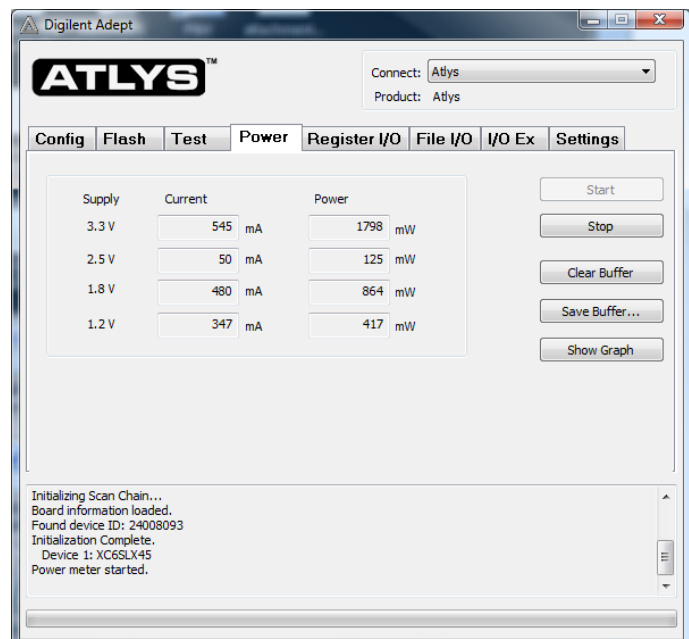 Digilent Adept
ATLYS™
Connect: Atlys
Product: Atlys
Config Flash Test Power Register I/O File I/O I/O Ex Settings
Supply Current Power
Start
3.3 V 545 mA 1798 mW
Stop
2.5 V 50 mA 125 mW
Clear Buffer
1.8 V 480 mA 864 mW
Save Buffer...
1.2 V 347 mA 417 mW
Show Graph
Initializing Scan Chain...
Board information loaded.
Found device ID: 24008093
Initialization Complete.
Device 1: XC6SLX45
Power meter started.